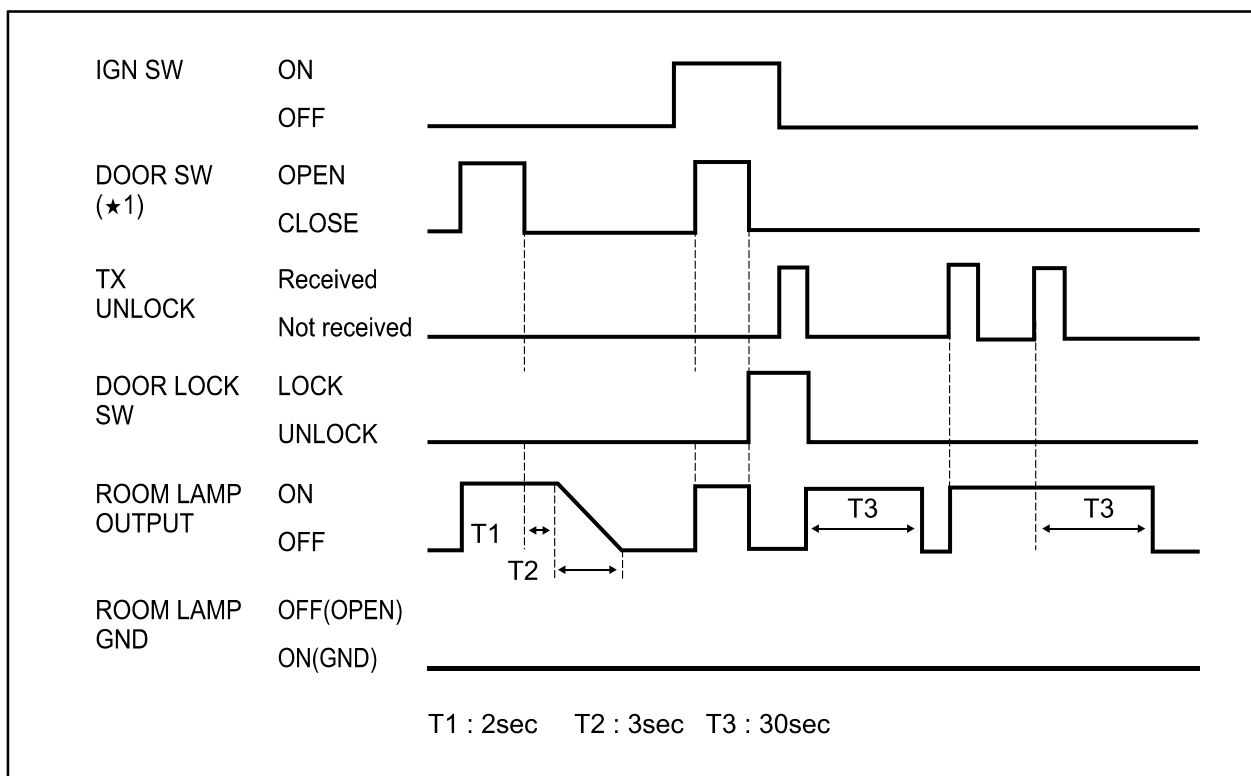 IGN SW ON
OFF
DOOR SW OPEN
(★1)
CLOSE
TX Received
UNLOCK
Not received
DOOR LOCK LOCK
SW
UNLOCK
ROOM LAMP ON
OUTPUT
T3 T3
T1 OFF
T2
ROOM LAMP OFF(OPEN)
GND
ON(GND)
T1 : 2sec T2 : 3sec T3 : 30sec